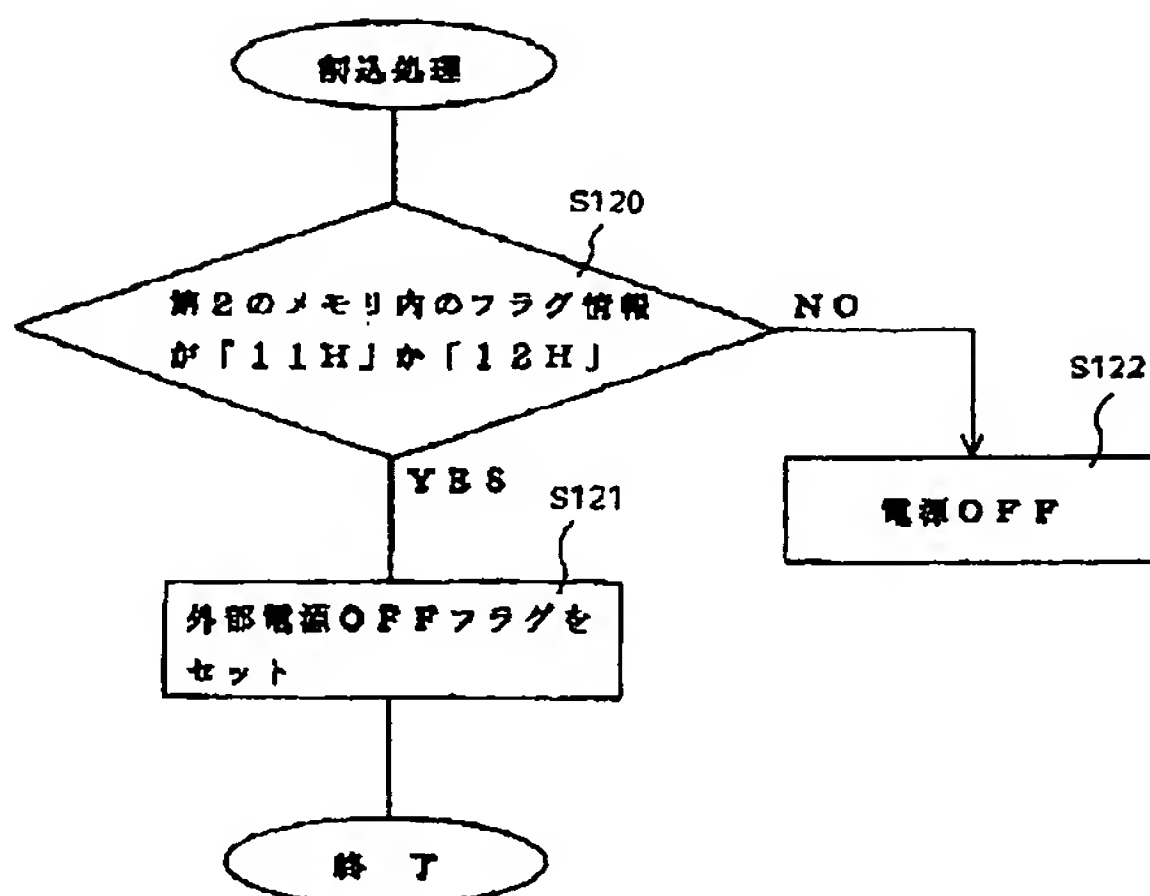 割込処理
S120
第2のメモリ内のフラグ情報
が「11H」か「12H」
NO
S122
YES
電源OFF
S121
外部電源OFFフラグを
セット
終 了